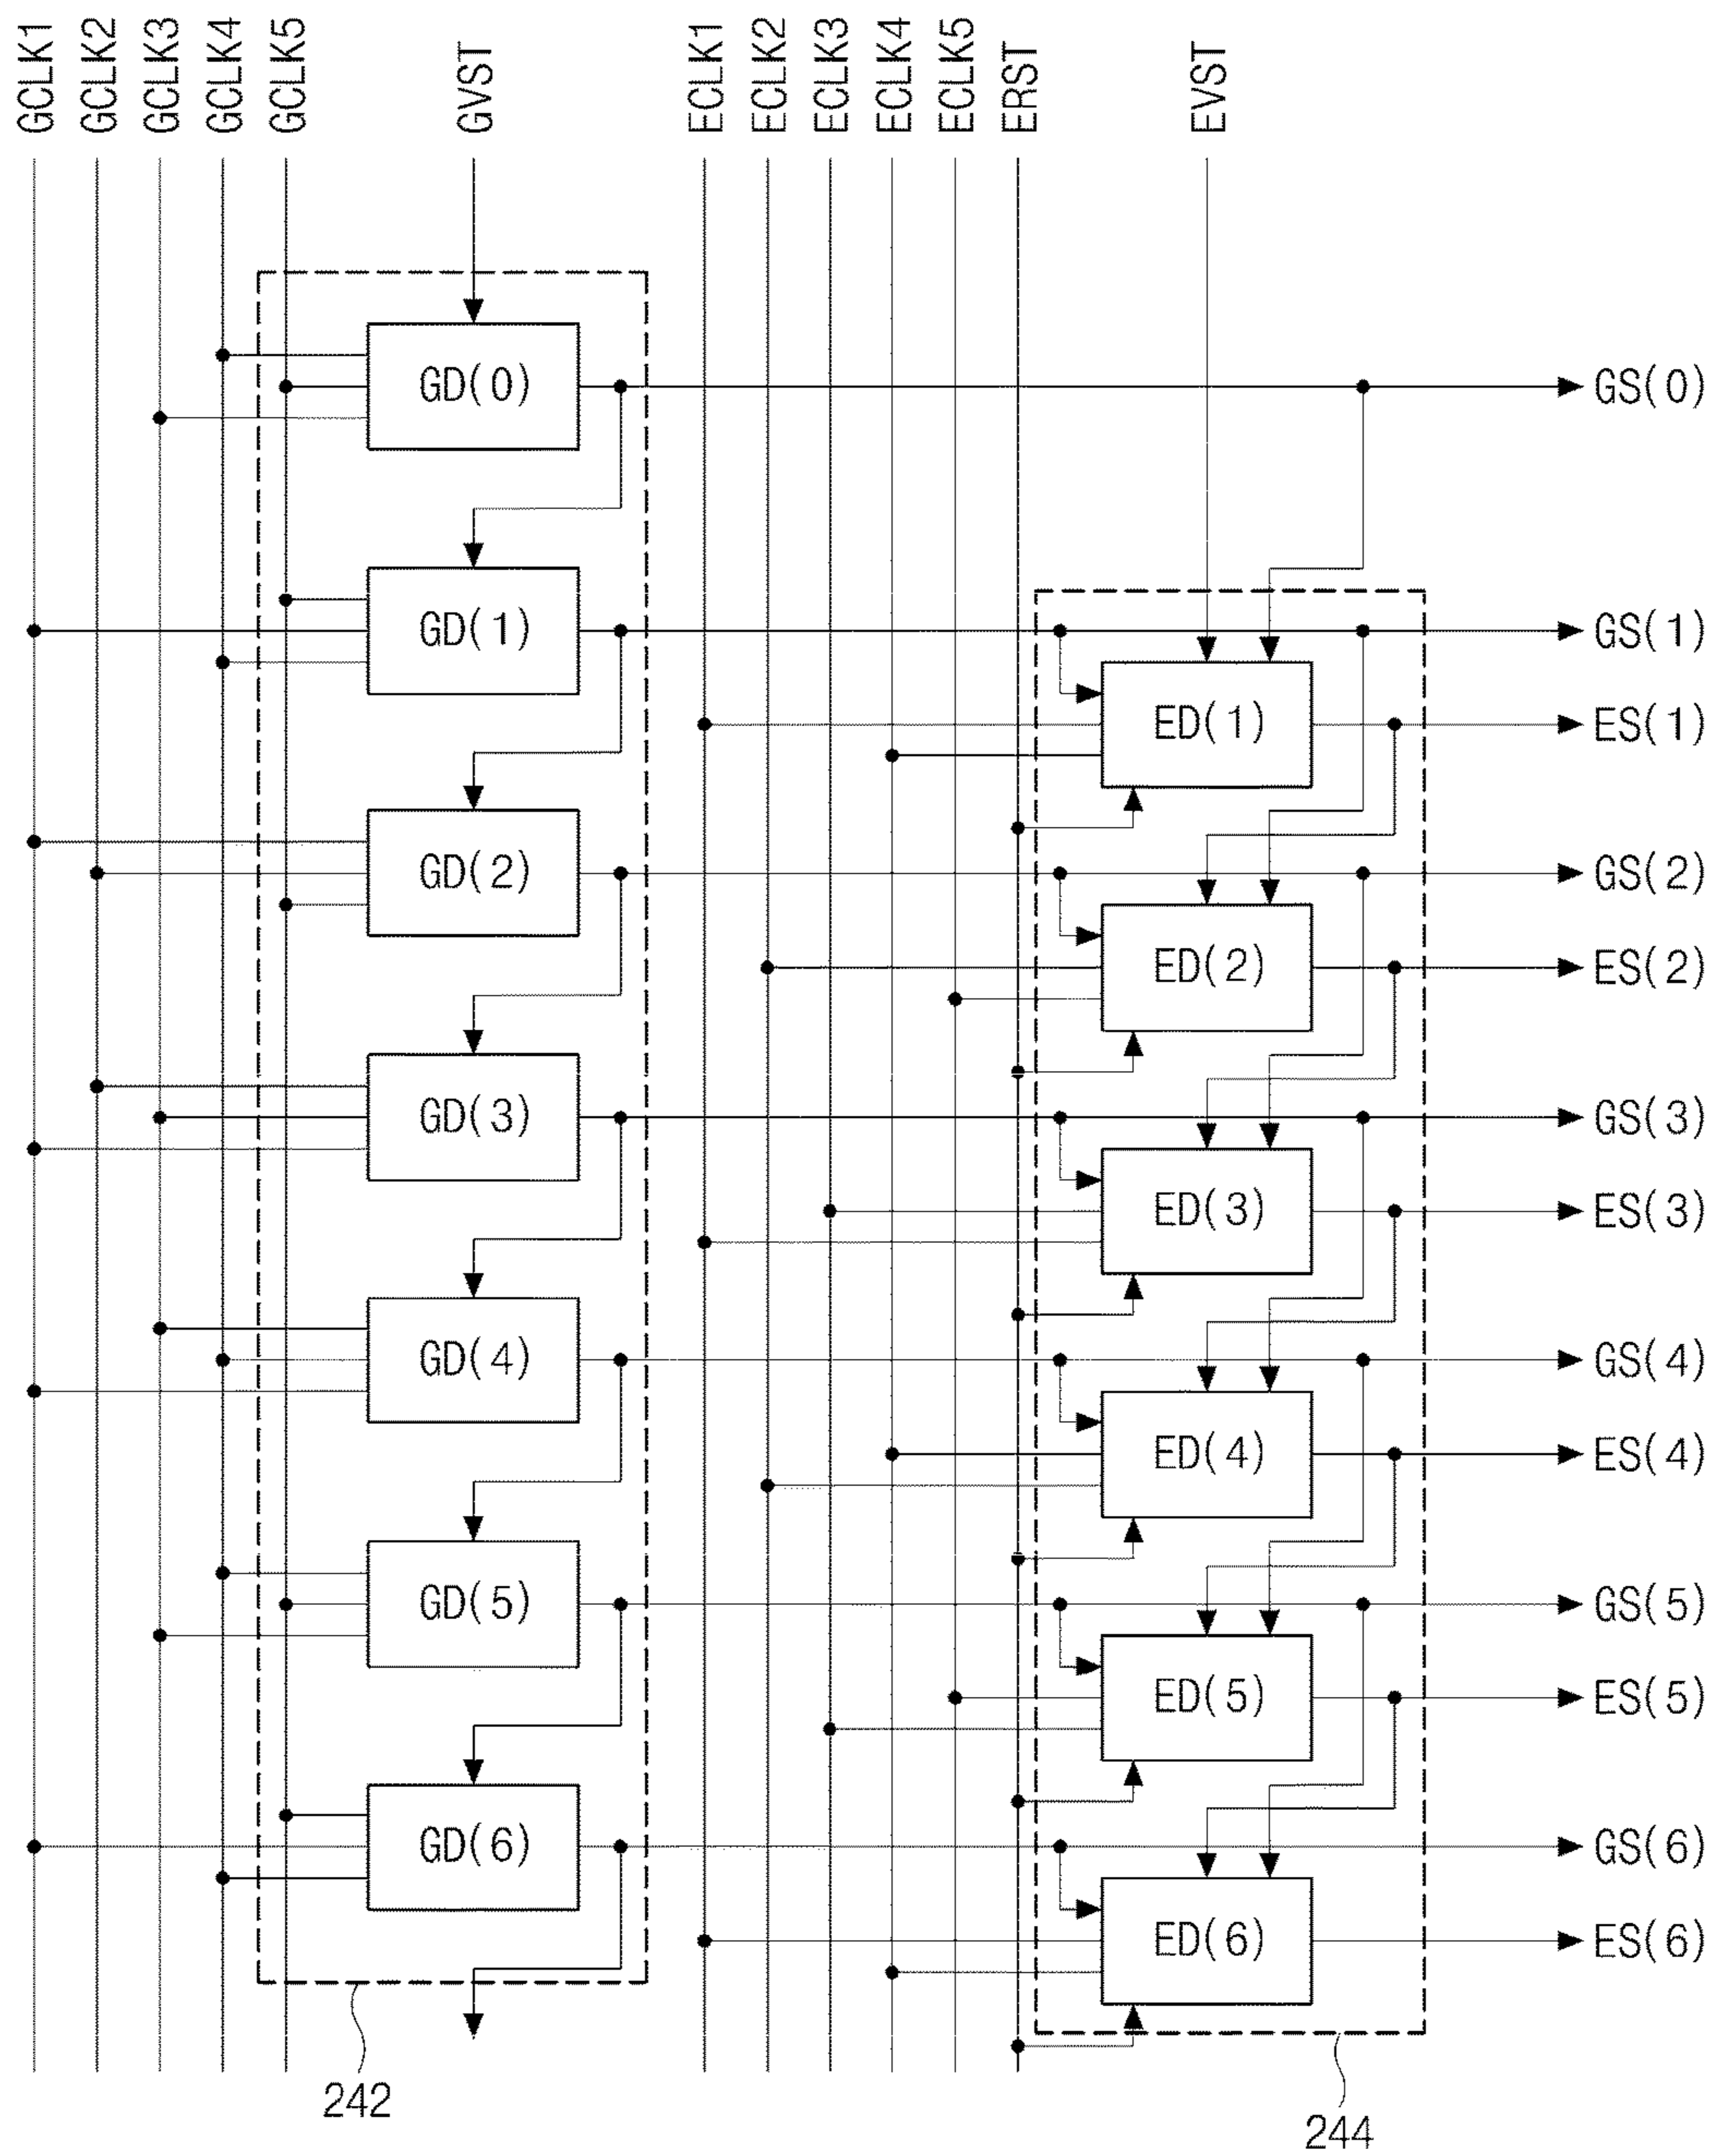 GCLK1
GCLK2
GCLK3
GCLK4
GCLK5
GVST
ECLK1
ECLK2
ECLK3
ECLK4
ECLK5
ERST
EVST
GD(0)
GS(0)
GD(1)
GS(1)
ED(1)
ES(1)
GD(2)
GS(2)
ED(2)
ES(2)
GD(3)
GS(3)
ED(3)
ES(3)
GD(4)
GS(4)
ED(4)
ES(4)
GD(5)
GS(5)
ED(5)
ES(5)
GD(6)
GS(6)
ED(6)
ES(6)
242
244